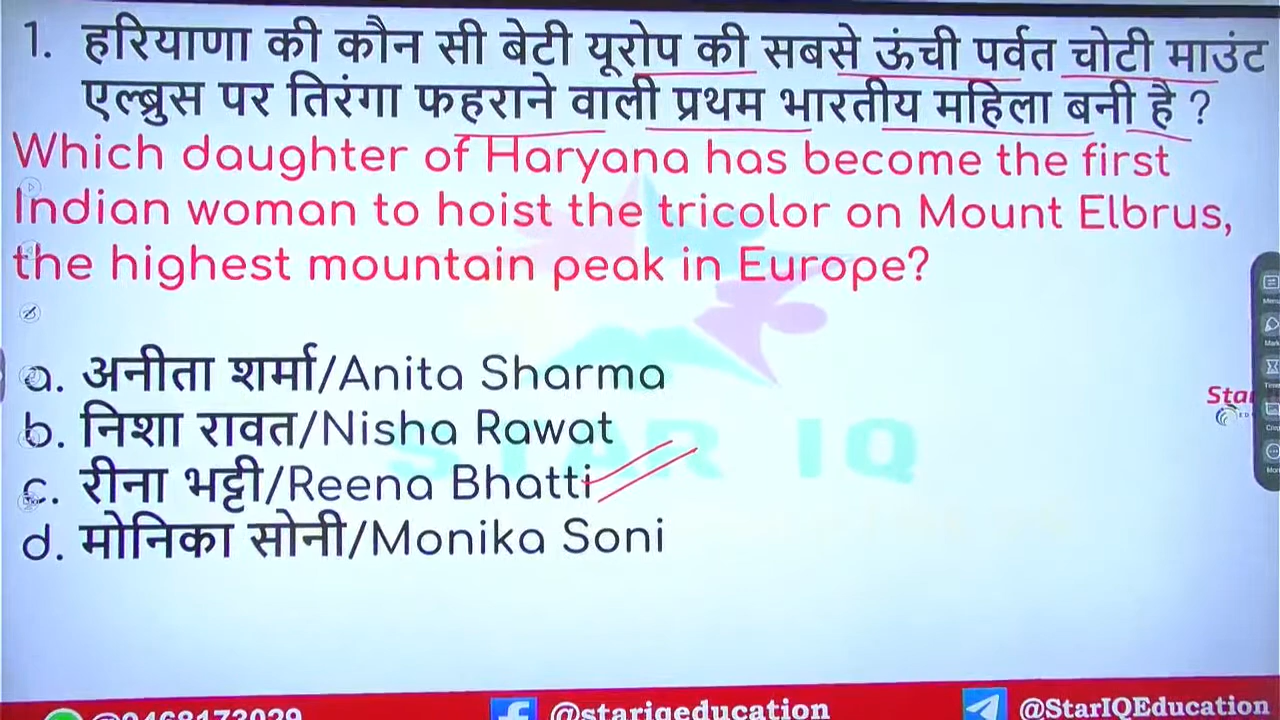 1. हरियाणा की कौन सी बेटी यूरोप की सबसे ऊंची पर्वत चोटी माउंट
एल्ब्रुस पर तिरंगा फहराने वाली प्रथम भारतीय महिला बनी है ?
Which daughter of Haryana has become the first
Indian woman to hoist the tricolor on Mount Elbrus,
the highest mountain peak in Europe?
a. अनीता शर्मा/Anita Sharma
b. निशा रावत/Nisha Rawat
c. रीना भट्टी/Reena Bhatti
d. मोनिका सोनी/Monika Soni
STAR IQ
Star
@stariqeducation
@StarIQEducation